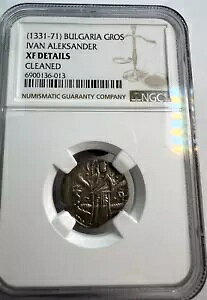 (1331-71) BULGARIA GROS
IVAN ALEKSANDER
XF DETAILS
CLEANED
6900136-013
NUMISMATIC GUARANTY COMPANY
NGC